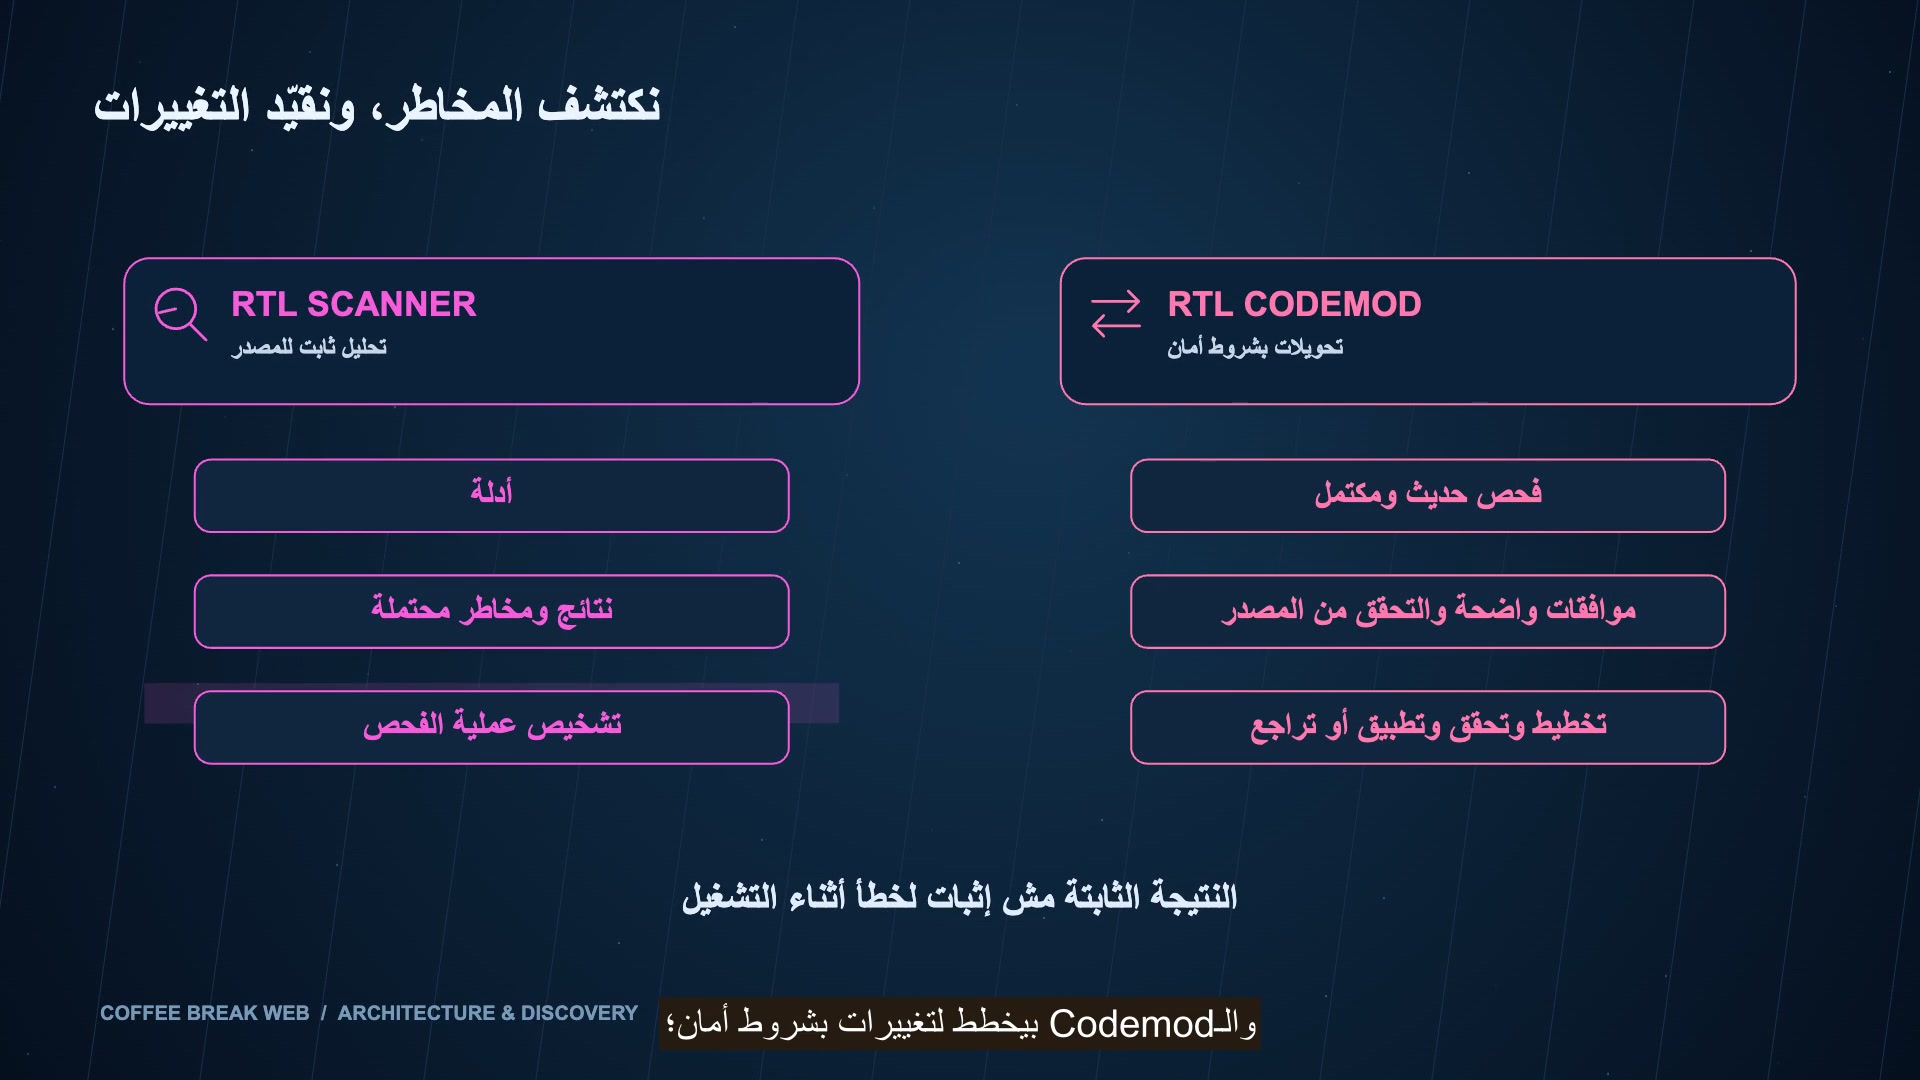 نكتشف المخاطر، ونقيّد التغييرات
RTL SCANNER
تحليل ثابت للمصدر
أدلة
نتائج ومخاطر محتملة
تشخيص عملية الفحص
RTL CODEMOD
تحويلات بشروط أمان
فحص حديث ومكتمل
موافقات واضحة والتحقق من المصدر
تخطيط وتحقق وتطبيق أو تراجع
النتيجة الثابتة مش إثبات لخطأ أثناء التشغيل
COFFEE BREAK WEB / ARCHITECTURE & DISCOVERY
والـCodemod بيخطط لتغييرات بشروط أمان؛